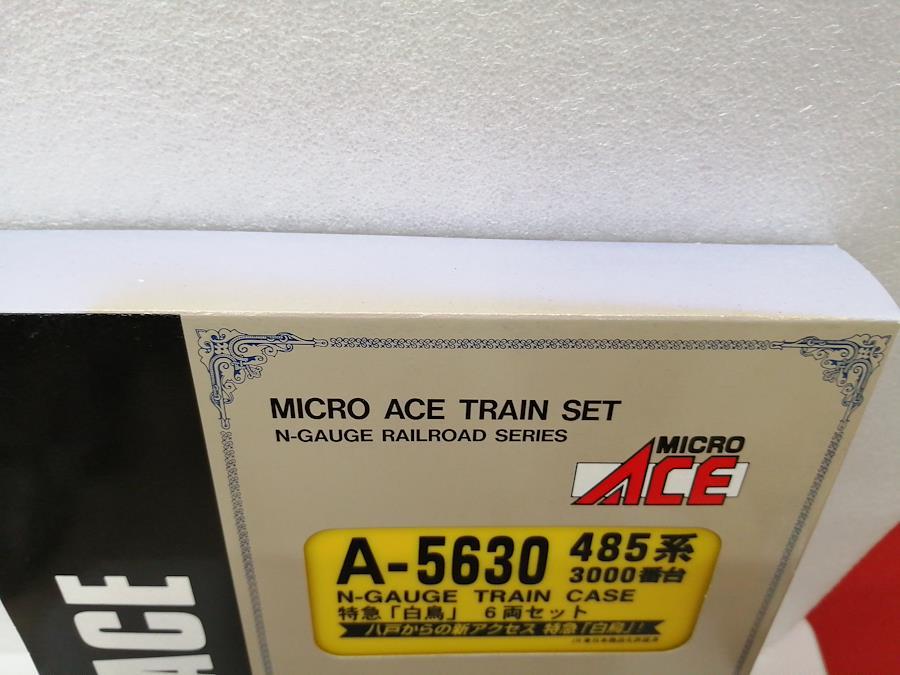 MICRO ACE TRAIN SET
N-GAUGE RAILROAD SERIES
MICRO
ACE
A-5630 485系
3000番台
N-GAUGE TRAIN CASE
特急「白鳥」 6両セット
八戸からの新アクセス 特急「白鳥」!
ACE